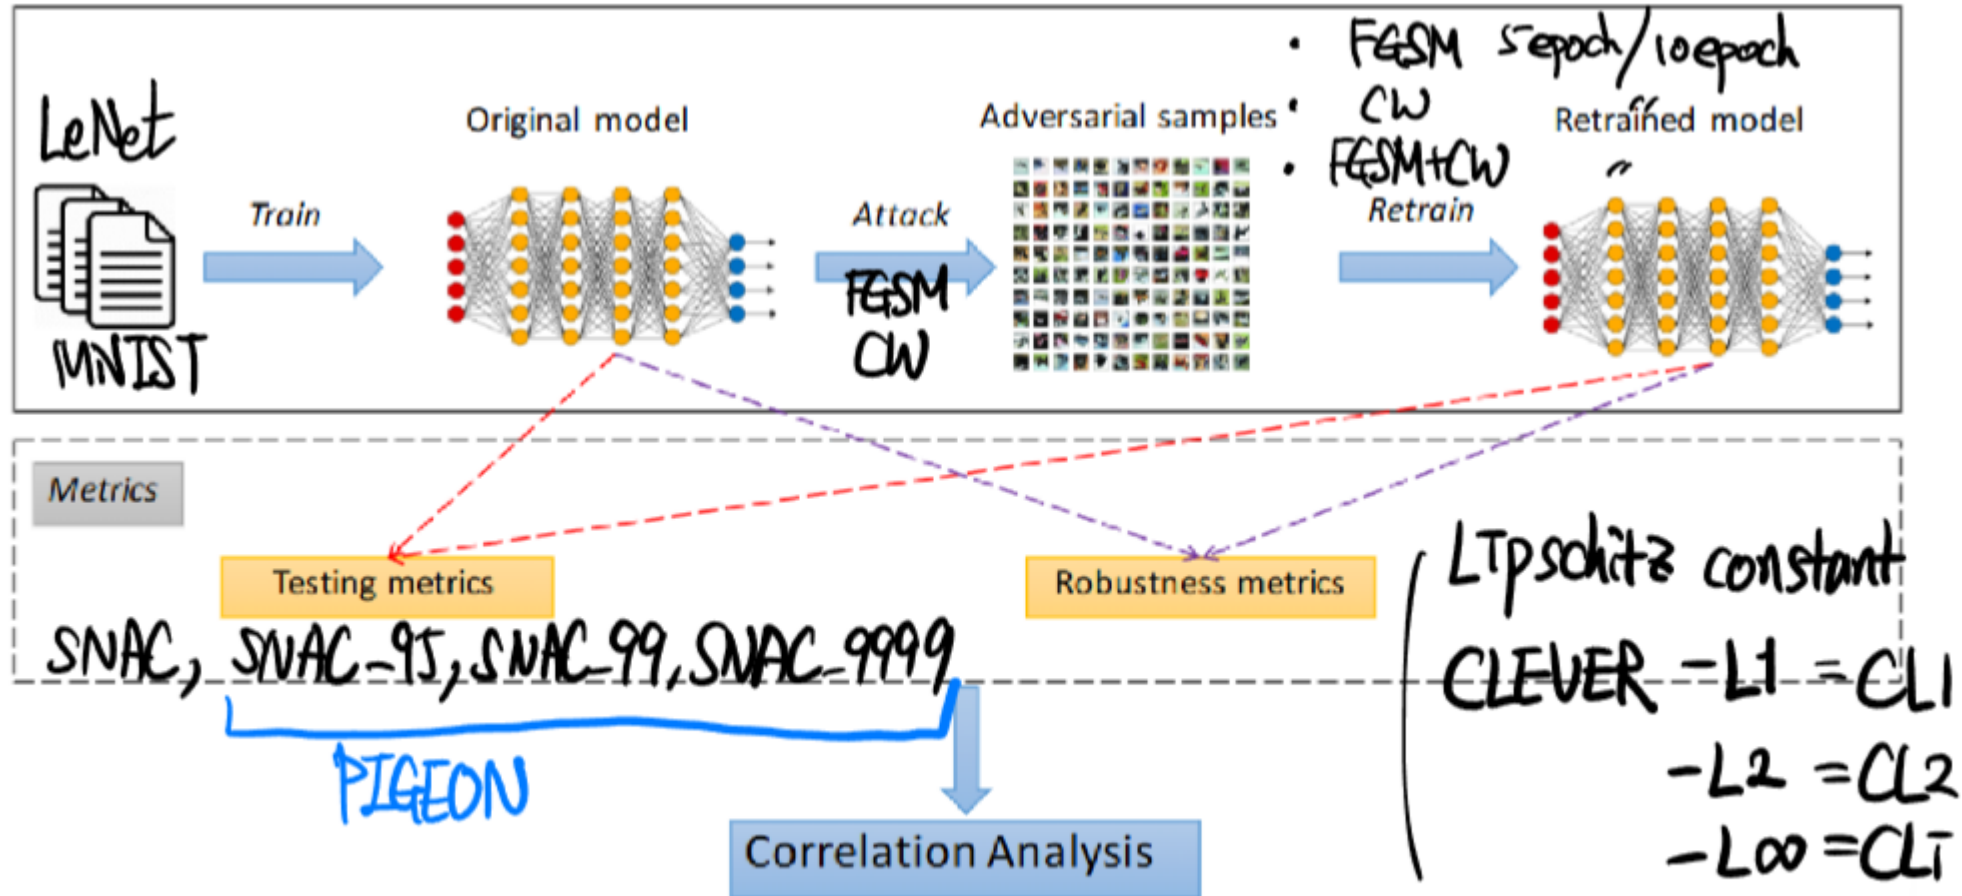 • FGSM 5epoch/10epoch
• CW "
• FGSM+CW "
LeNet
MNIST
Train
Original model
Attack
FGSM
CW
Adversarial samples
Retrain
Retrained model
Metrics
Testing metrics
SNAC, SNAC-95, SNAC-99, SNAC-9999
PIGEON
Robustness metrics
Lipschitz constant
CLEVER -L1 = CL1
-L2 = CL2
-L∞ = CLi
Correlation Analysis